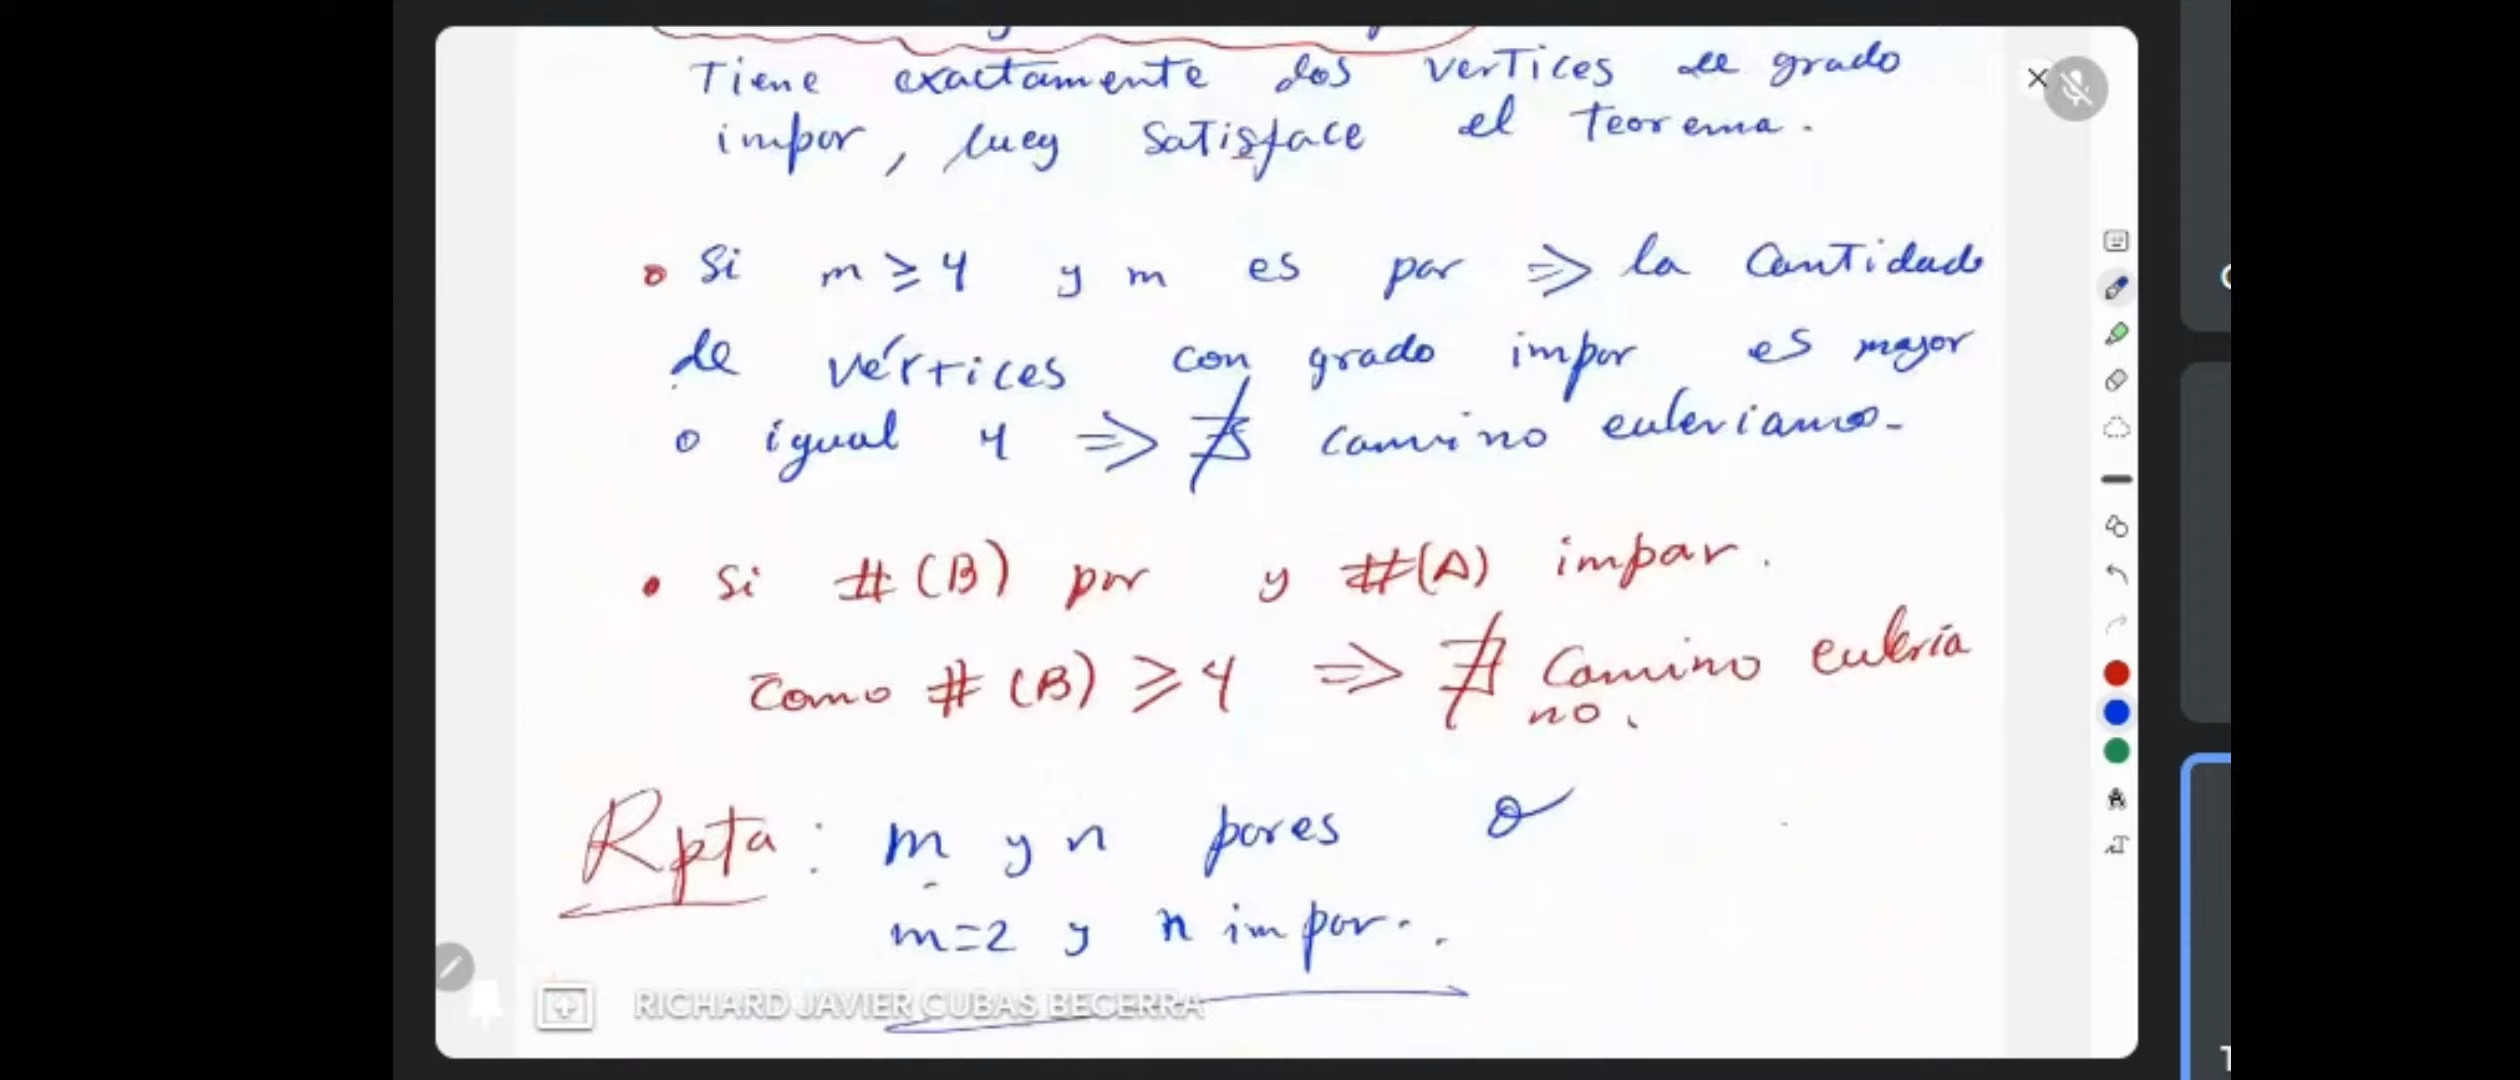 Tiene exactamente dos vertices de grado
impar, lueg satisface el Teorema.
Si m ≥ 4 y m es par ⇒ la cantidad
de vértices con grado impar es mayor
o igual 4 ⇒ ∄ camino euleriano.
• Si #(B) par y #(A) impar.
Como #(B) ≥ 4 ⇒ ∄ Camino euleria
no.
Rpta: m y n pares o
m=2 y n impar.
RICHARD JAVIER CUBAS BECERRA